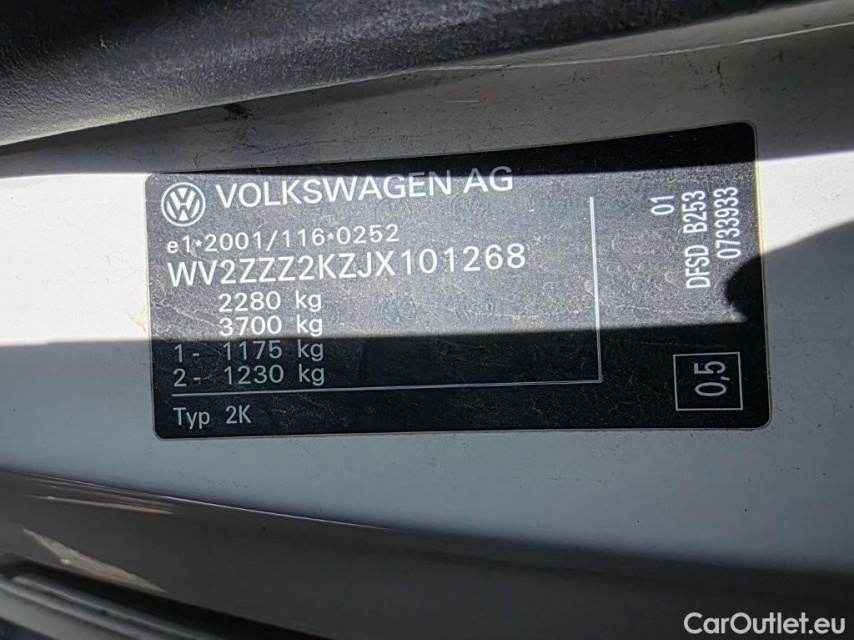 VOLKSWAGEN AG
e1*2001/116*0252
WV2ZZZ2KZJX101268
2280 kg
3700 kg
1 - 1175 kg
2 - 1230 kg
Typ 2K
01
DFSD B253
0733933
0,5
CarOutlet.eu